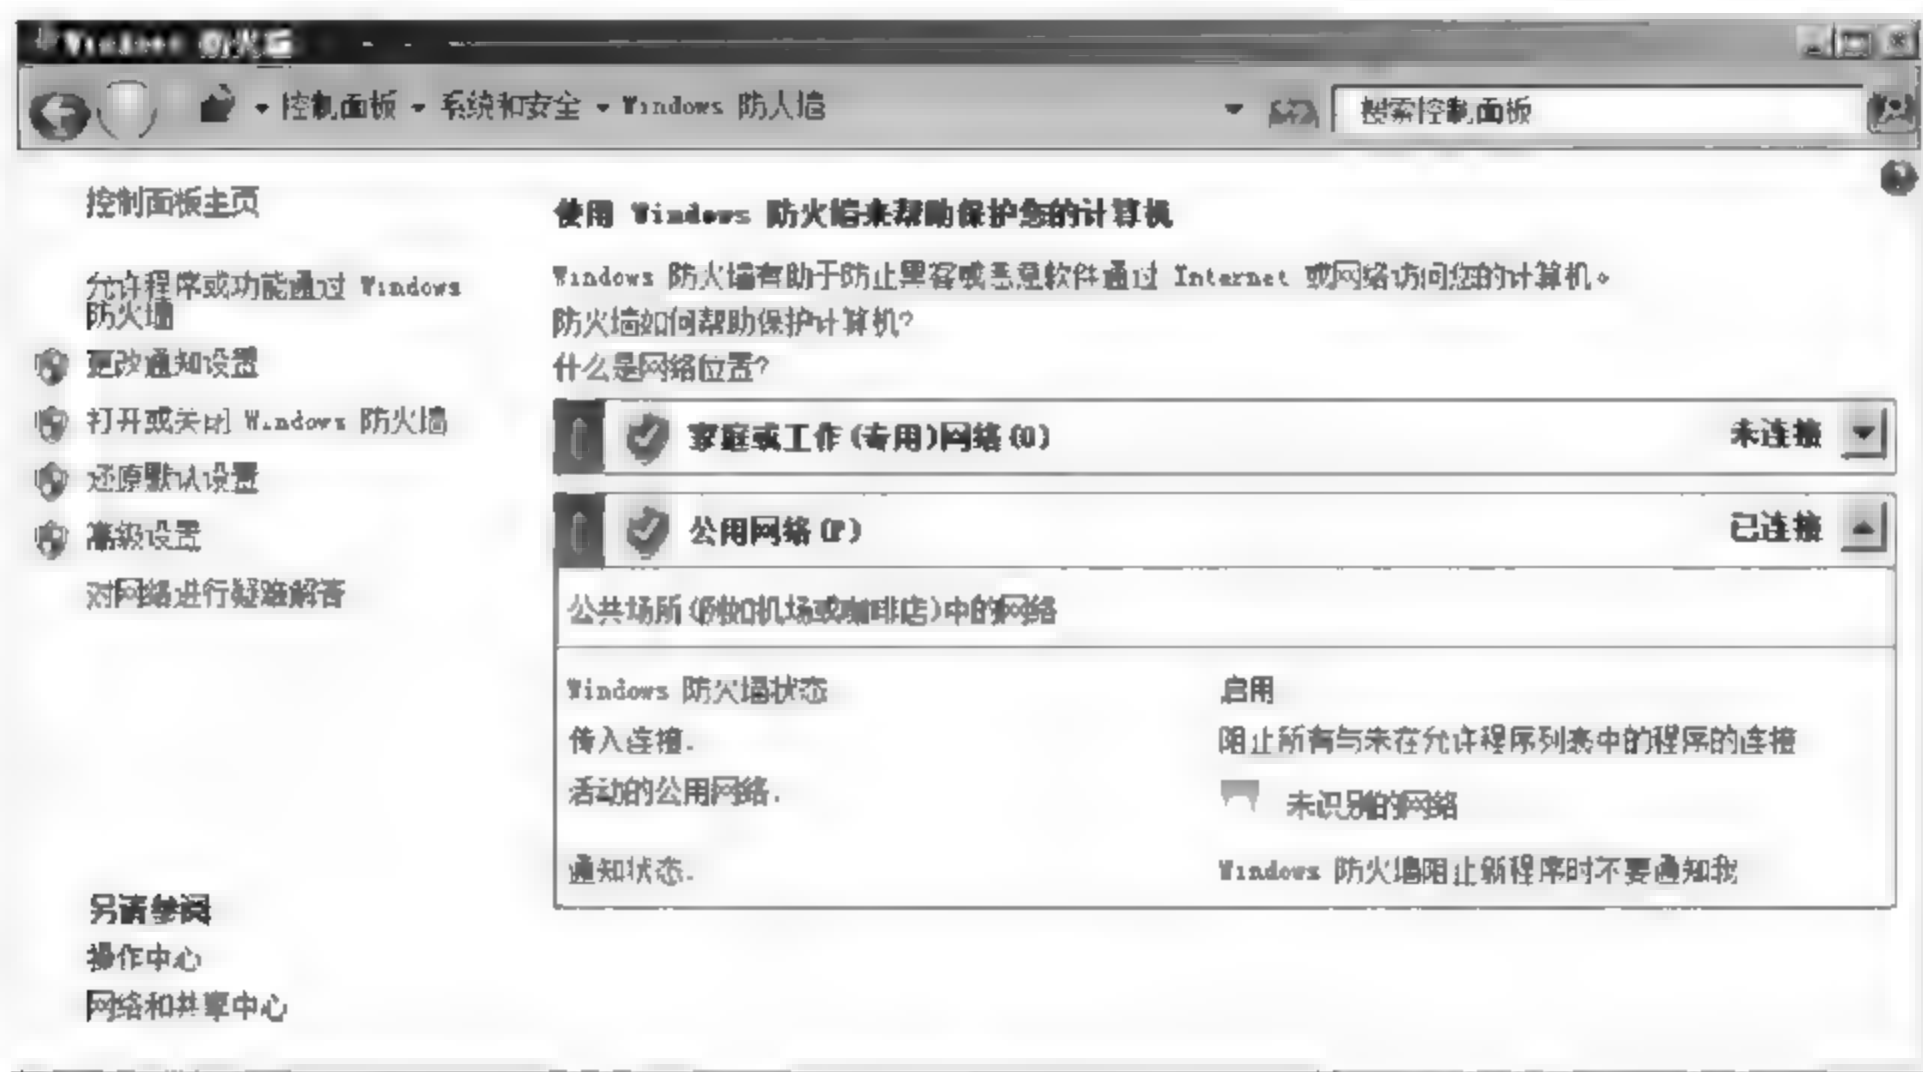 Windows 防火墙
控制面板 系统和安全 Windows 防火墙
搜索控制面板
控制面板主页
允许程序或功能通过 Windows
防火墙
更改通知设置
打开或关闭 Windows 防火墙
还原默认设置
高级设置
对网络进行疑难解答
另请参阅
操作中心
网络和共享中心
使用 Windows 防火墙来帮助保护您的计算机
Windows 防火墙有助于防止黑客或恶意软件通过 Internet 或网络访问您的计算机。
防火墙如何帮助保护计算机?
什么是网络位置?
家庭或工作(专用)网络(O) 未连接
公用网络(P) 已连接
公共场所(例如机场或咖啡店)中的网络
Windows 防火墙状态 启用
传入连接: 阻止所有与未在允许程序列表中的程序的连接
活动的公用网络: 未识别的网络
通知状态: Windows 防火墙阻止新程序时不要通知我